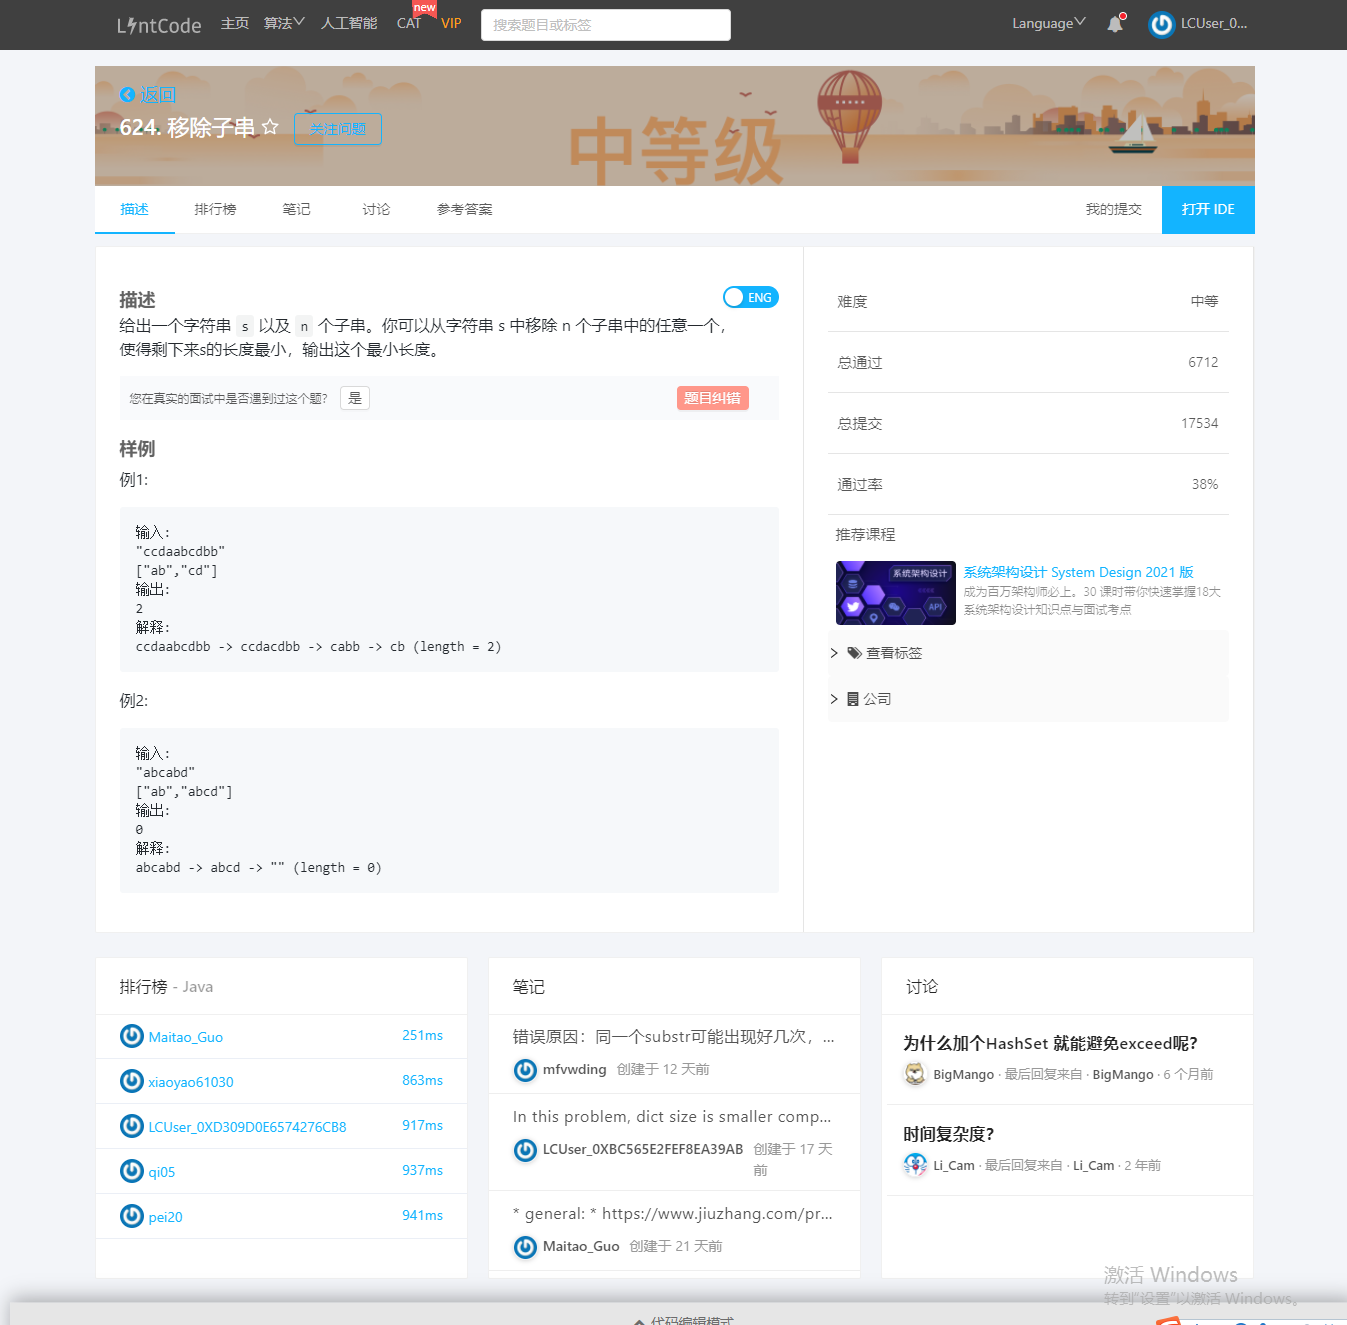 LintCode 主页 算法 人工智能 CAT new VIP 搜索题目或标签 Language LCUser_0...
返回
624. 移除子串 关注问题
中等级
描述 排行榜 笔记 讨论 参考答案 我的提交 打开 IDE
描述 ENG
给出一个字符串 s 以及 n 个子串。你可以从字符串 s 中移除 n 个子串中的任意一个，
使得剩下来s的长度最小，输出这个最小长度。
您在真实的面试中是否遇到过这个题？ 是 题目纠错
样例
例1:
输入:
"ccdaabcdbb"
["ab","cd"]
输出:
2
解释:
ccdaabcdbb -> ccdacdbb -> cabb -> cb (length = 2)
例2:
输入:
"abcabd"
["ab","abcd"]
输出:
0
解释:
abcabd -> abcd -> "" (length = 0)
难度 中等
总通过 6712
总提交 17534
通过率 38%
推荐课程
系统架构设计
API
系统架构设计 System Design 2021 版
成为百万架构师必上。30 课时带你快速掌握18大
系统架构设计知识点与面试考点
查看标签
公司
排行榜 - Java
Maitao_Guo 251ms
xiaoyao61030 863ms
LCUser_0XD309D0E6574276CB8 917ms
qi05 937ms
pei20 941ms
笔记
错误原因：同一个substr可能出现好几次，...
mfvwding 创建于 12 天前
In this problem, dict size is smaller comp...
LCUser_0XBC565E2FEF8EA39AB 创建于 17 天
前
* general: * https://www.jiuzhang.com/pr...
Maitao_Guo 创建于 21 天前
讨论
为什么加个HashSet 就能避免exceed呢？
BigMango · 最后回复来自 · BigMango · 6 个月前
时间复杂度？
Li_Cam · 最后回复来自 · Li_Cam · 2 年前
激活 Windows
转到"设置"以激活 Windows。
代码编辑模式